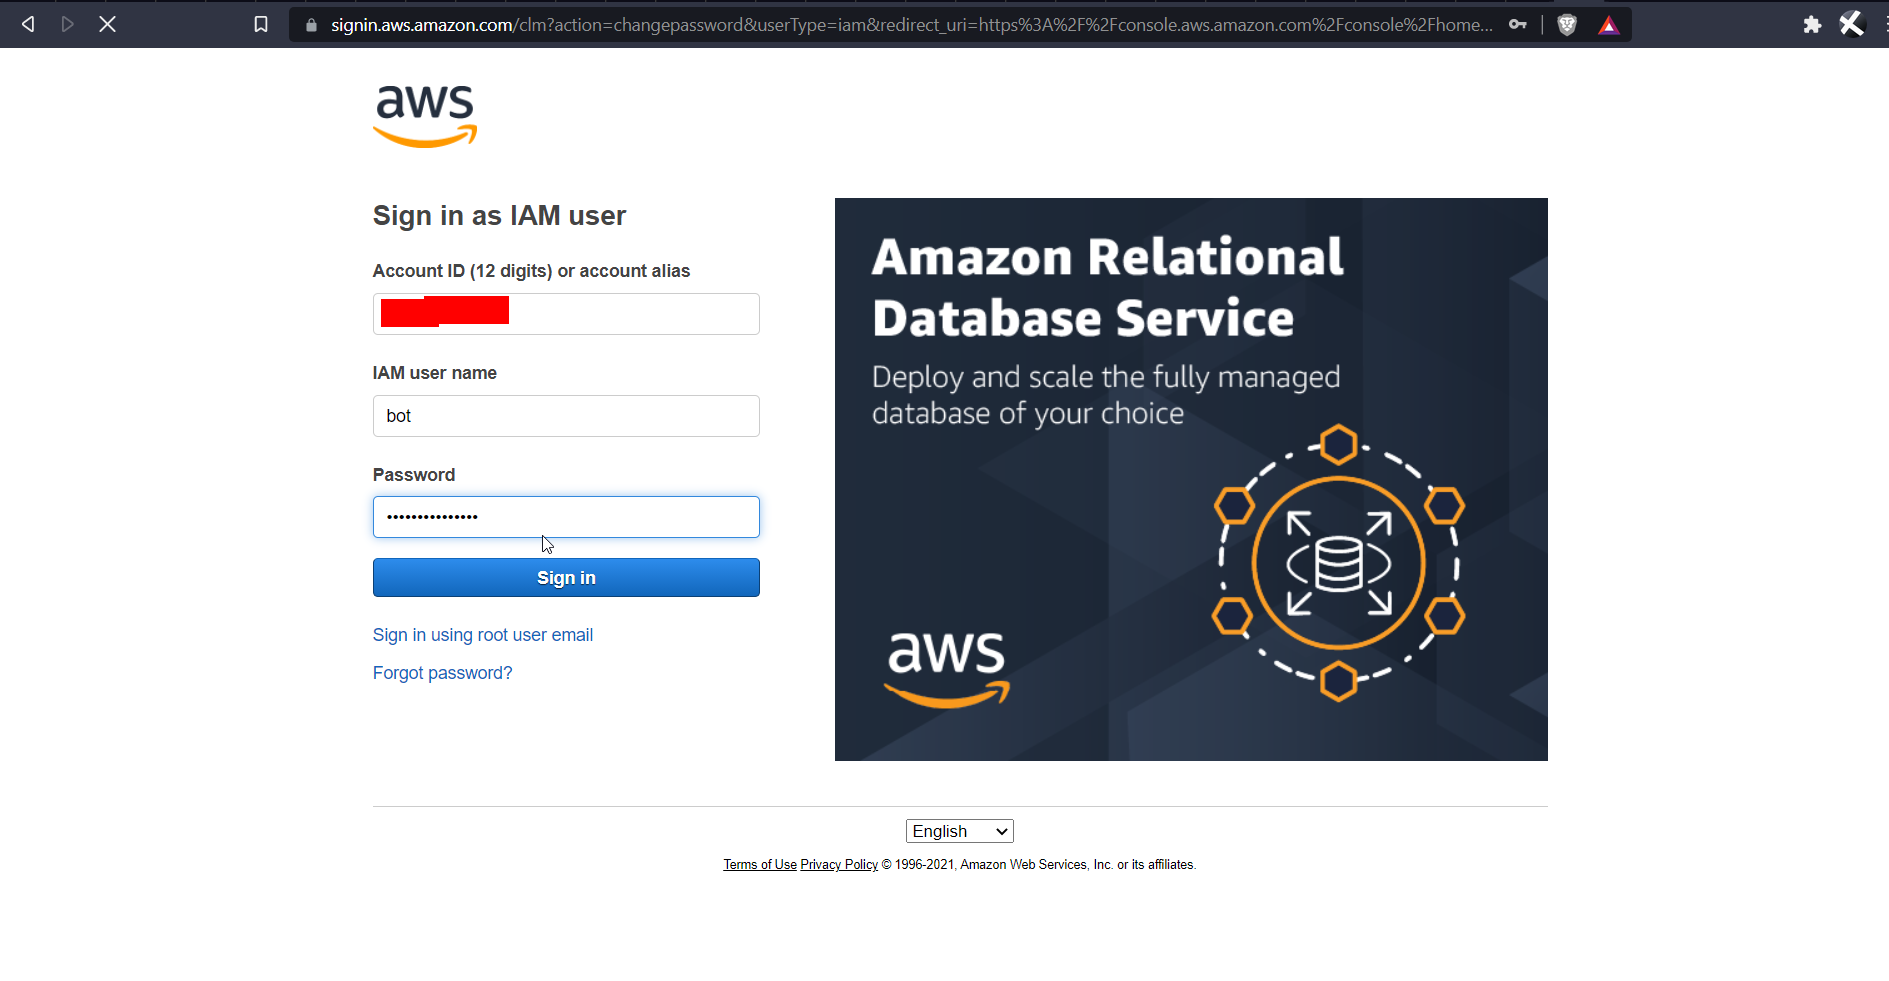 signin.aws.amazon.com/clm?action=changepassword&userType=iam&redirect_uri=https%3A%2F%2Fconsole.aws.amazon.com%2Fconsole%2Fhome...
aws
Sign in as IAM user
Account ID (12 digits) or account alias
IAM user name
bot
Password
•••••••••••••••
Sign in
Sign in using root user email
Forgot password?
Amazon Relational
Database Service
Deploy and scale the fully managed
database of your choice
aws
English
Terms of Use Privacy Policy © 1996-2021, Amazon Web Services, Inc. or its affiliates.